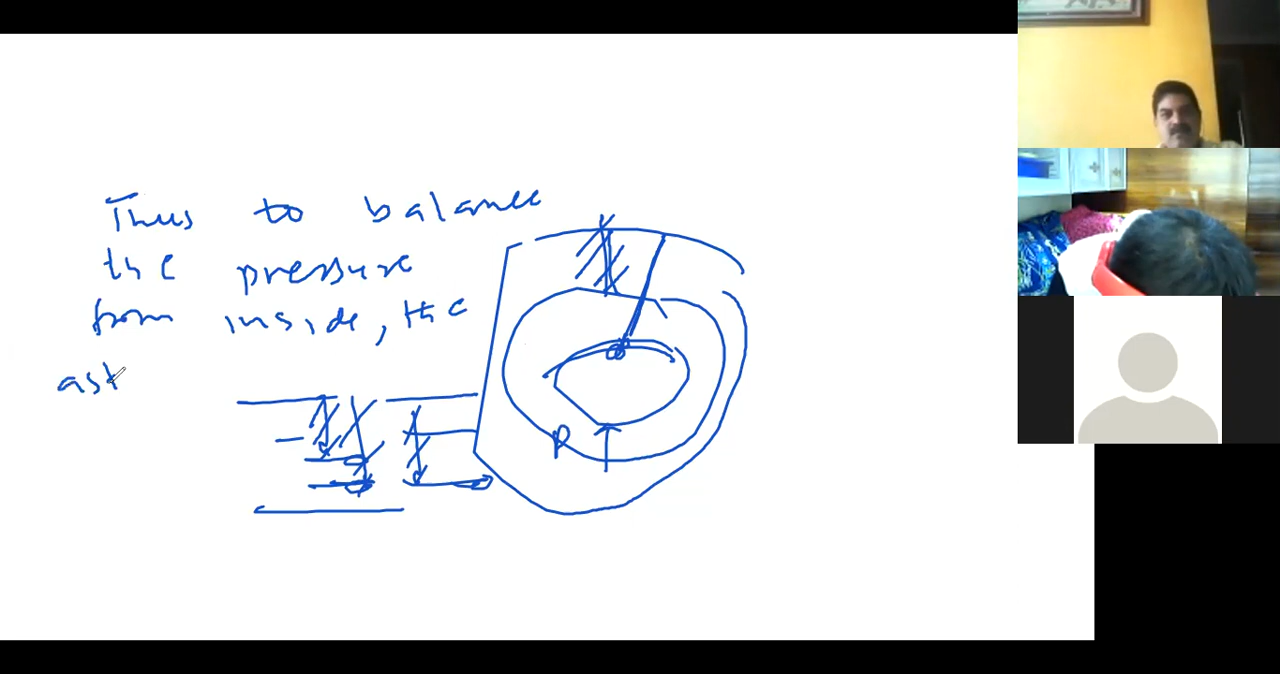 Thus to balance
the pressure
from inside, the
ast
P